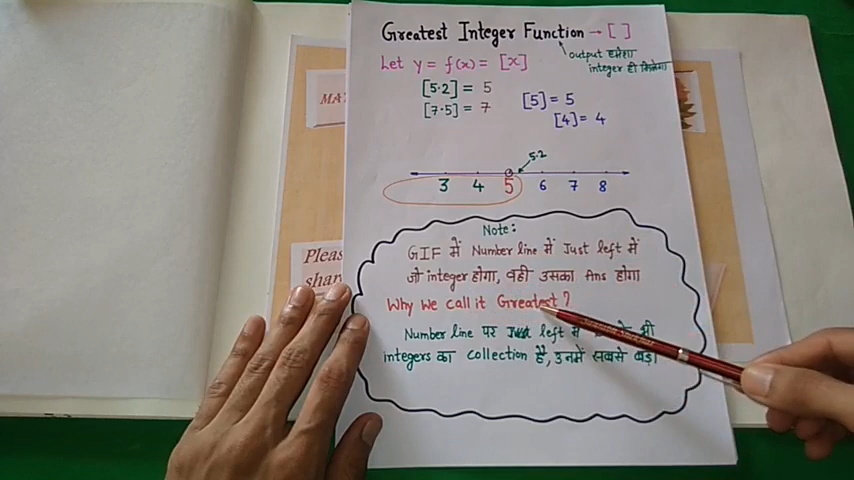 Greatest Integer Function → [ ]
output हमेशा
integer ही मिलेगा
Let y = f(x) = [x]
[5.2] = 5
[7.5] = 7
[5] = 5
[4] = 4
5.2
3 4 5 6 7 8
Note:
GIF में Number line में Just left में
जो integer होगा, वही उसका Ans होगा
Why We call it Greatest ?
Number line पर Just left में भी
integers का collection है, उनमें सबसे बड़ा
MA
Pleas
shar